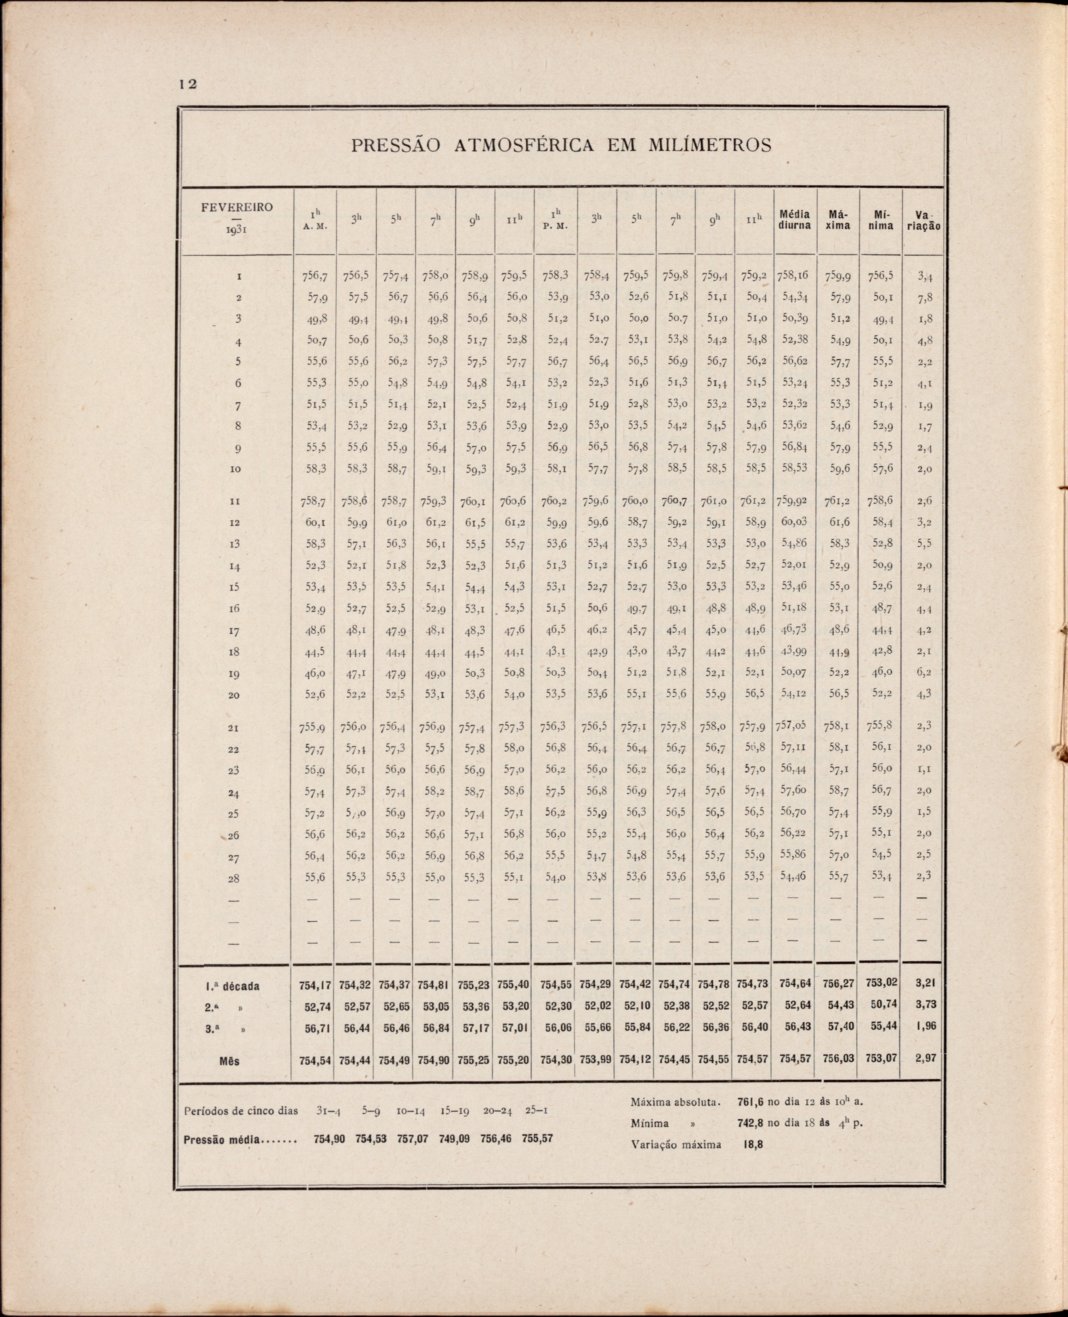 12
PRESSÃO ATMOSFÉRICA EM MILÍMETROS
FEVEREIRO — 1931 1h A. M. 3h 5h 7h 9h 11h 1h P. M. 3h 5h 7h 9h 11h Média diurna Má-xima Mí-nima Va-riação
1 756,7 756,5 757,4 758,0 758,9 759,5 758,3 758,4 759,5 759,8 759,4 759,2 758,16 759,9 756,5 3,4
2 57,9 57,5 56,7 56,6 56,4 56,0 53,9 53,0 52,6 51,8 51,1 50,4 54,34 57,9 50,1 7,8
3 49,8 49,4 49,4 49,8 50,6 50,8 51,2 51,0 50,0 50,7 51,0 51,0 50,39 51,2 49,4 1,8
4 50,7 50,6 50,3 50,8 51,7 52,8 52,4 52,7 53,1 53,8 54,2 54,8 52,38 54,9 50,1 4,8
5 55,6 55,6 56,2 57,3 57,5 57,7 56,7 56,4 56,5 56,9 56,7 56,2 56,62 57,7 55,5 2,2
6 55,3 55,0 54,8 54,9 54,8 54,1 53,2 52,3 51,6 51,3 51,4 51,5 53,24 55,3 51,2 4,1
7 51,5 51,5 51,4 52,1 52,5 52,4 51,9 51,9 52,8 53,0 53,2 53,2 52,32 53,3 51,4 1,9
8 53,4 53,2 52,9 53,1 53,6 53,9 52,9 53,0 53,5 54,2 54,5 54,6 53,62 54,6 52,9 1,7
9 55,5 55,6 55,9 56,4 57,0 57,5 56,9 56,5 56,8 57,4 57,8 57,9 56,84 57,9 55,5 2,4
10 58,3 58,3 58,7 59,1 59,3 59,3 58,1 57,7 57,8 58,5 58,5 58,5 58,53 59,6 57,6 2,0
11 758,7 758,6 758,7 759,3 760,1 760,6 760,2 759,6 760,0 760,7 761,0 761,2 759,92 761,2 758,6 2,6
12 60,1 59,9 61,0 61,2 61,5 61,2 59,9 59,6 58,7 59,2 59,1 58,9 60,03 61,6 58,4 3,2
13 58,3 57,1 56,3 56,1 55,5 55,7 53,6 53,4 53,3 53,4 53,3 53,0 54,86 58,3 52,8 5,5
14 52,3 52,1 51,8 52,3 52,3 51,6 51,3 51,2 51,6 51,9 52,5 52,7 52,01 52,9 50,9 2,0
15 53,4 53,5 53,5 54,1 54,4 54,3 53,1 52,7 52,7 53,0 53,3 53,2 53,46 55,0 52,6 2,4
16 52,9 52,7 52,5 52,9 53,1 52,5 51,5 50,6 49,7 49,1 48,8 48,9 51,18 53,1 48,7 4,4
17 48,6 48,1 47,9 48,1 48,3 47,6 46,5 46,2 45,7 45,4 45,0 44,6 46,73 48,6 44,4 4,2
18 44,5 44,4 44,4 44,4 44,5 44,1 43,1 42,9 43,0 43,7 44,2 44,6 43,99 44,9 42,8 2,1
19 46,0 47,1 47,9 49,0 50,3 50,8 50,3 50,4 51,2 51,8 52,1 52,1 50,07 52,2 46,0 6,2
20 52,6 52,2 52,5 53,1 53,6 54,0 53,5 53,6 55,1 55,6 55,9 56,5 54,12 56,5 52,2 4,3
21 755,9 756,0 756,4 756,9 757,4 757,3 756,3 756,5 757,1 757,8 758,0 757,9 757,05 758,1 755,8 2,3
22 57,7 57,4 57,3 57,5 57,8 58,0 56,8 56,4 56,4 56,7 56,7 56,8 57,11 58,1 56,1 2,0
23 56,9 56,1 56,0 56,6 56,9 57,0 56,2 56,0 56,2 56,2 56,4 57,0 56,44 57,1 56,0 1,1
24 57,4 57,3 57,4 58,2 58,7 58,6 57,5 56,8 56,9 57,4 57,6 57,4 57,60 58,7 56,7 2,0
25 57,2 57,0 56,9 57,0 57,4 57,1 56,2 55,9 56,3 56,5 56,5 56,5 56,70 57,4 55,9 1,5
26 56,6 56,2 56,2 56,6 57,1 56,8 56,0 55,2 55,4 56,0 56,4 56,2 56,22 57,1 55,1 2,0
27 56,4 56,2 56,2 56,9 56,8 56,2 55,5 54,7 54,8 55,4 55,7 55,9 55,86 57,0 54,5 2,5
28 55,6 55,3 55,3 55,0 55,3 55,1 54,0 53,8 53,6 53,6 53,6 53,5 54,46 55,7 53,4 2,3
— — — — — — — — — — — — — — — — —
— — — — — — — — — — — — — — — — —
— — — — — — — — — — — — — — — — —
1.ª década 754,17 754,32 754,37 754,81 755,23 755,40 754,55 754,29 754,42 754,74 754,78 754,73 754,64 756,27 753,02 3,21
2.ª » 52,74 52,57 52,65 53,05 53,36 53,20 52,30 52,02 52,10 52,38 52,52 52,57 52,64 54,43 50,74 3,73
3.ª » 56,71 56,44 56,46 56,84 57,17 57,01 56,06 55,66 55,84 56,22 56,36 56,40 56,43 57,40 55,44 1,96
Mês 754,54 754,44 754,49 754,90 755,25 755,20 754,30 753,99 754,12 754,45 754,55 754,57 754,57 756,03 753,07 2,97
Períodos de cinco dias 31—4 5—9 10—14 15—19 20—24 25—1
Pressão média....... 754,90 754,53 757,07 749,09 756,46 755,57
Máxima absoluta. 761,6 no dia 12 ás 10h a.
Mínima » 742,8 no dia 18 ás 4h p.
Variação máxima 18,8